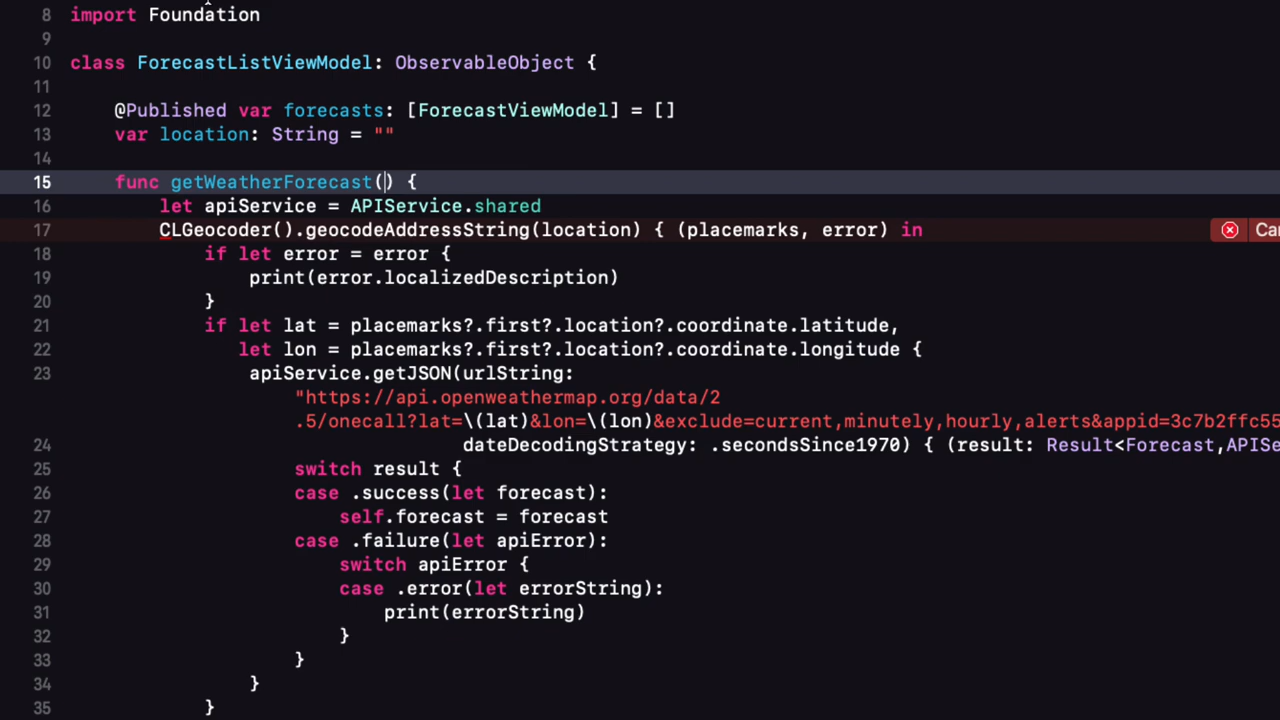 8 import Foundation
9
10 class ForecastListViewModel: ObservableObject {
11
12 @Published var forecasts: [ForecastViewModel] = []
13 var location: String = ""
14
15 func getWeatherForecast() {
16 let apiService = APIService.shared
17 CLGeocoder().geocodeAddressString(location) { (placemarks, error) in
18 if let error = error {
19 print(error.localizedDescription)
20 }
21 if let lat = placemarks?.first?.location?.coordinate.latitude,
22 let lon = placemarks?.first?.location?.coordinate.longitude {
23 apiService.getJSON(urlString:
"https://api.openweathermap.org/data/2
.5/onecall?lat=\(lat)&lon=\(lon)&exclude=current,minutely,hourly,alerts&appid=3c7b2ffc55
24 dateDecodingStrategy: .secondsSince1970) { (result: Result<Forecast,APISe
25 switch result {
26 case .success(let forecast):
27 self.forecast = forecast
28 case .failure(let apiError):
29 switch apiError {
30 case .error(let errorString):
31 print(errorString)
32 }
33 }
34 }
35 }